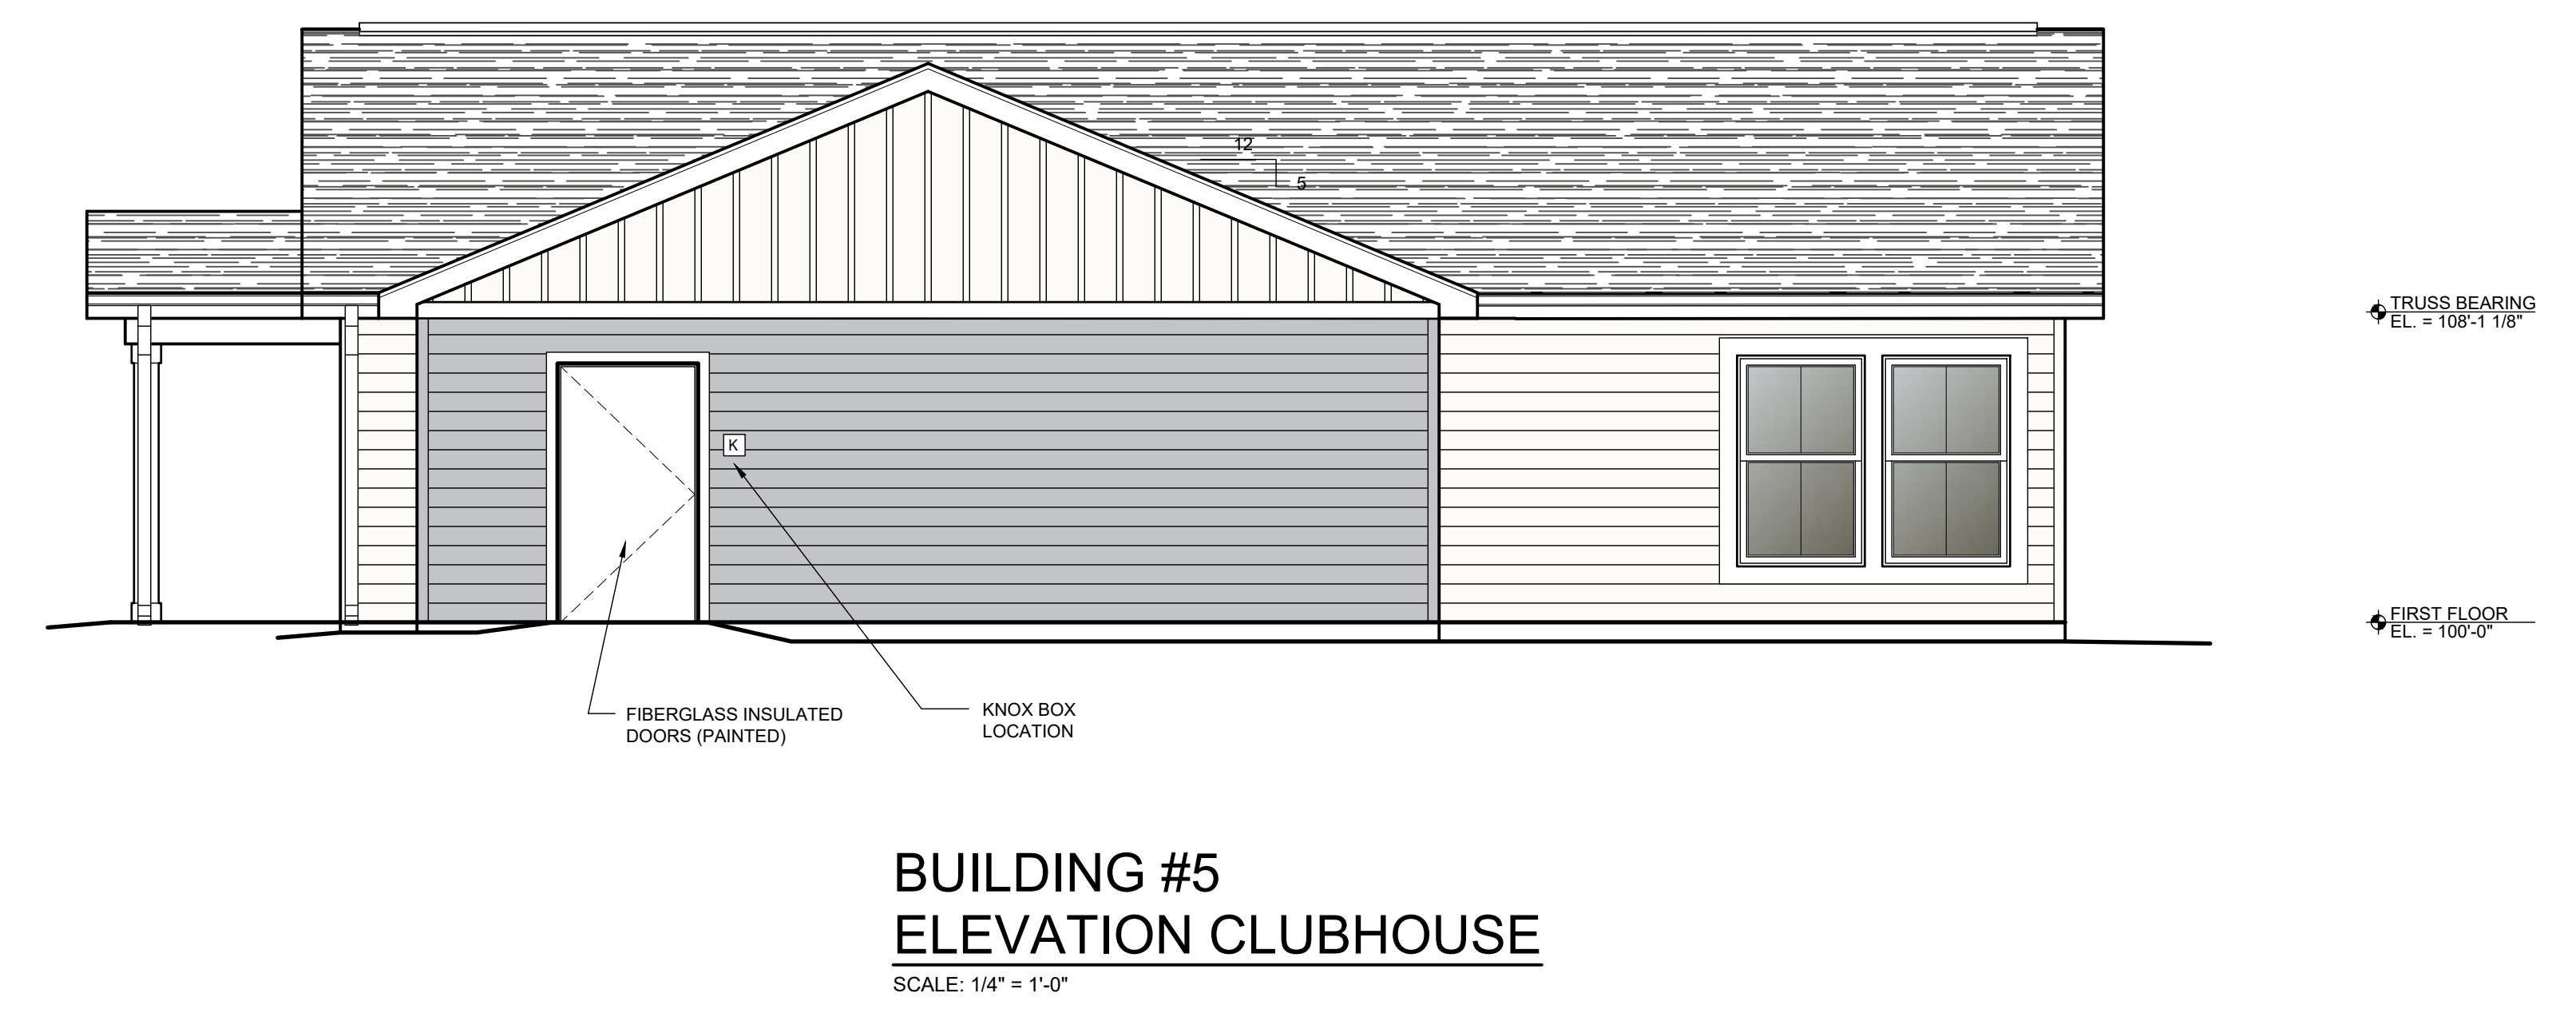 12
5
TRUSS BEARING
EL. = 108'-1 1/8"
K
FIRST FLOOR
EL. = 100'-0"
FIBERGLASS INSULATED
DOORS (PAINTED)
KNOX BOX
LOCATION
BUILDING #5
ELEVATION CLUBHOUSE
SCALE: 1/4" = 1'-0"